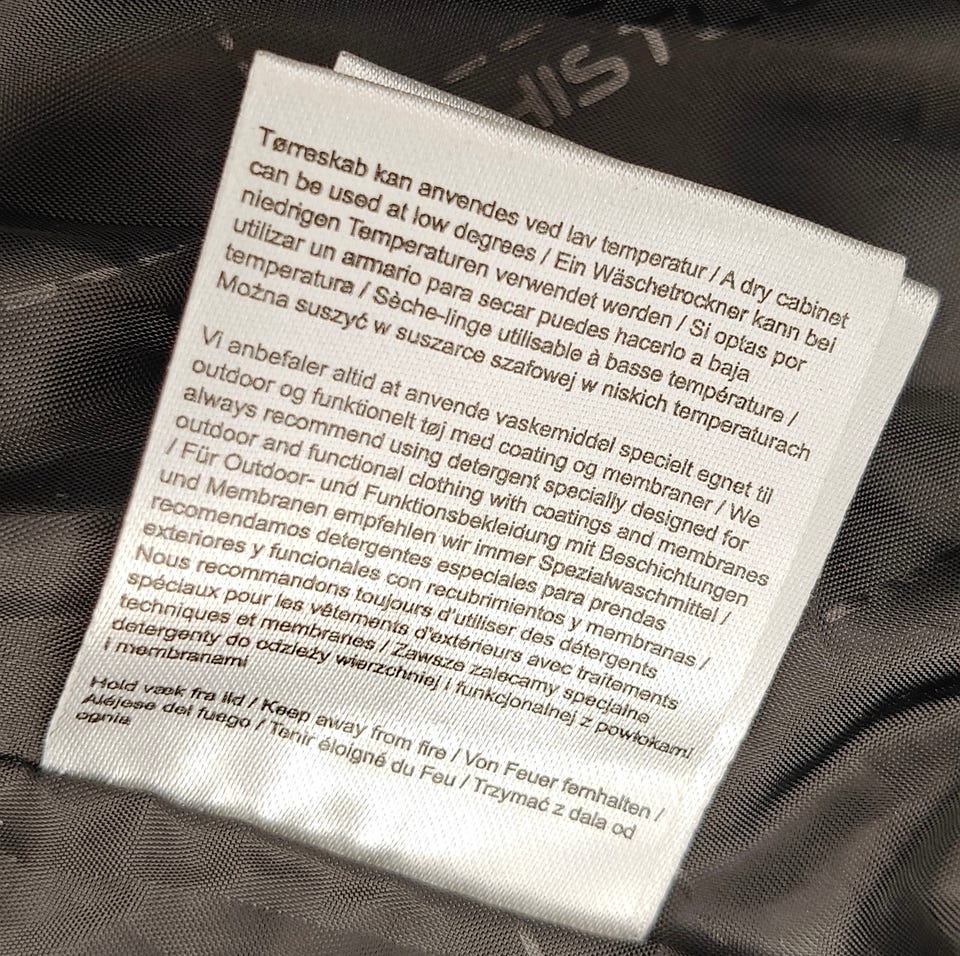 Tørreskab kan anvendes ved lav temperatur / A dry cabinet
can be used at low degrees / Ein Wäschetrockner kann bei
niedrigen Temperaturen verwendet werden / Si optas por
utilizar un armario para secar puedes hacerlo a baja
temperatura / Sèche-linge utilisable à basse température /
Można suszyć w suszarce szafowej w niskich temperaturach
Vi anbefaler altid at anvende vaskemiddel specielt egnet til
outdoor og funktionelt tøj med coating og membraner / We
always recommend using detergent specially designed for
outdoor and functional clothing with coatings and membranes
/ Für Outdoor- und Funktionsbekleidung mit Beschichtungen
und Membranen empfehlen wir immer Spezialwaschmittel /
recomendamos detergentes especiales para prendas
exteriores y funcionales con recubrimientos y membranas /
Nous recommandons toujours d'utiliser des détergents
spéciaux pour les vêtements d'extérieurs avec traitements
techniques et membranes / Zawsze zalecamy specjalne
detergenty do odzieży wierzchniej i funkcjonalnej z powłokami
i membranami
Hold væk fra ild / Keep away from fire / Von Feuer fernhalten /
Aléjese del fuego / Tenir éloigné du Feu / Trzymać z dala od
ognia